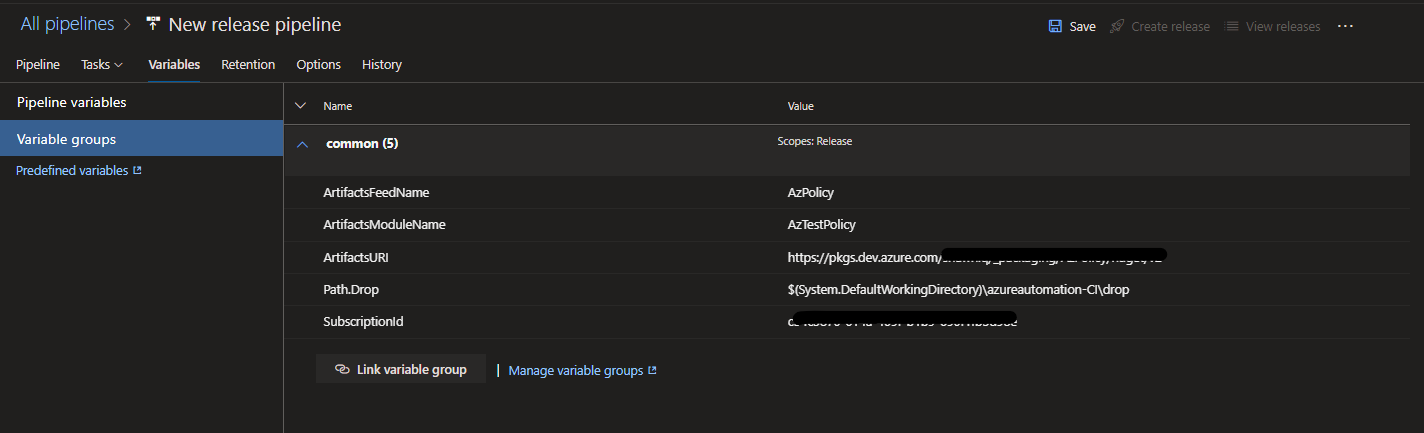 All pipelines > New release pipeline
Save Create release View releases ...
Pipeline Tasks Variables Retention Options History
Pipeline variables
Variable groups
Predefined variables
Name Value
common (5) Scopes: Release
ArtifactsFeedName AzPolicy
ArtifactsModuleName AzTestPolicy
ArtifactsURI https://pkgs.dev.azure.com/
Path.Drop $(System.DefaultWorkingDirectory)\azureautomation-CI\drop
SubscriptionId
Link variable group | Manage variable groups